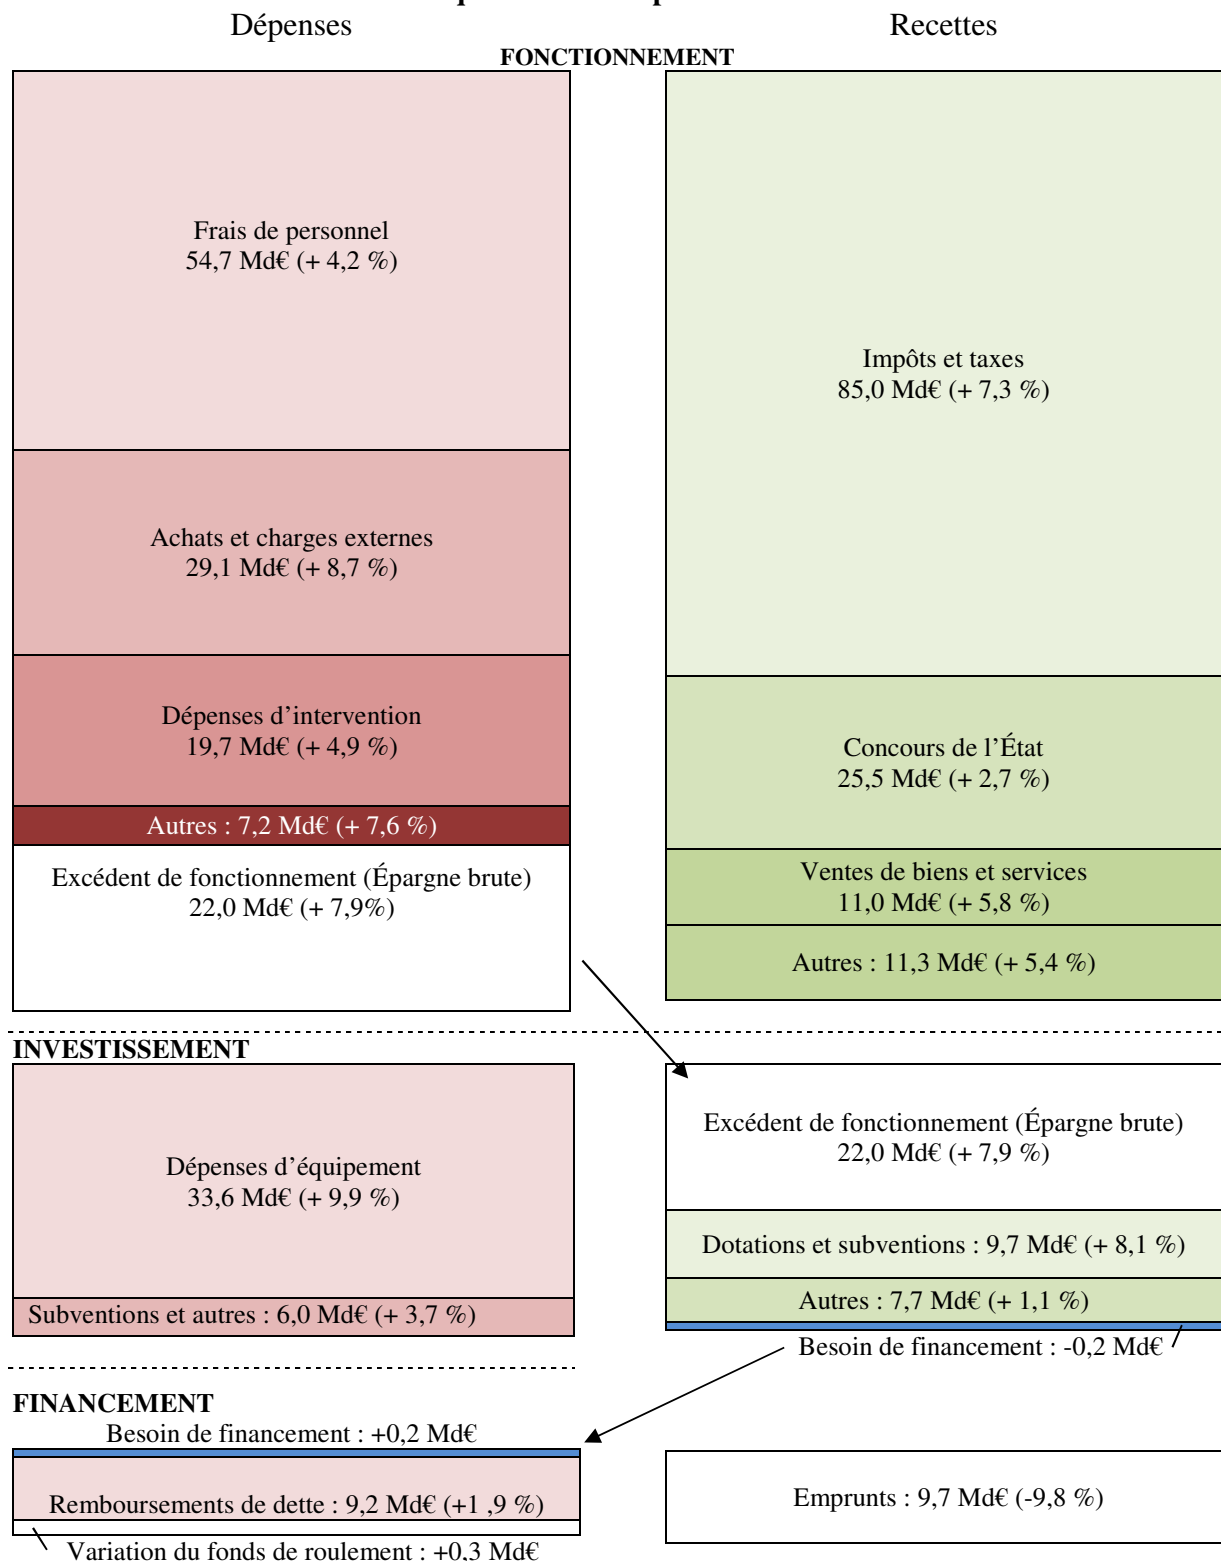 Dépenses
Recettes
FONCTIONNEMENT
Frais de personnel
54,7 Md€ (+ 4,2 %)
Achats et charges externes
29,1 Md€ (+ 8,7 %)
Dépenses d’intervention
19,7 Md€ (+ 4,9 %)
Autres : 7,2 Md€ (+ 7,6 %)
Excédent de fonctionnement (Épargne brute)
22,0 Md€ (+ 7,9%)
Impôts et taxes
85,0 Md€ (+ 7,3 %)
Concours de l’État
25,5 Md€ (+ 2,7 %)
Ventes de biens et services
11,0 Md€ (+ 5,8 %)
Autres : 11,3 Md€ (+ 5,4 %)
INVESTISSEMENT
Dépenses d’équipement
33,6 Md€ (+ 9,9 %)
Subventions et autres : 6,0 Md€ (+ 3,7 %)
Excédent de fonctionnement (Épargne brute)
22,0 Md€ (+ 7,9 %)
Dotations et subventions : 9,7 Md€ (+ 8,1 %)
Autres : 7,7 Md€ (+ 1,1 %)
Besoin de financement : -0,2 Md€
FINANCEMENT
Besoin de financement : +0,2 Md€
Remboursements de dette : 9,2 Md€ (+1 ,9 %)
Variation du fonds de roulement : +0,3 Md€
Emprunts : 9,7 Md€ (-9,8 %)